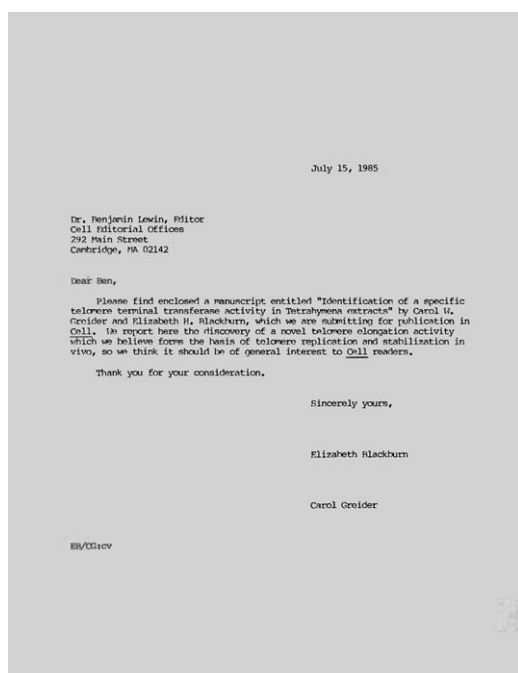 July 15, 1985
Dr. Benjamin Lewin, Editor
Cell Editorial Offices
292 Main Street
Cambridge, MA 02142
Dear Ben,
Please find enclosed a manuscript entitled "Identification of a specific
telomere terminal transferase activity in Tetrahymena extracts" by Carol W.
Greider and Elizabeth H. Blackburn, which we are submitting for publication in
Cell. We report here the discovery of a novel telomere elongation activity
which we believe forms the basis of telomere replication and stabilization in
vivo, so we think it should be of general interest to Cell readers.
Thank you for your consideration.
Sincerely yours,
Elizabeth Blackburn
Carol Greider
EB/CG:cv